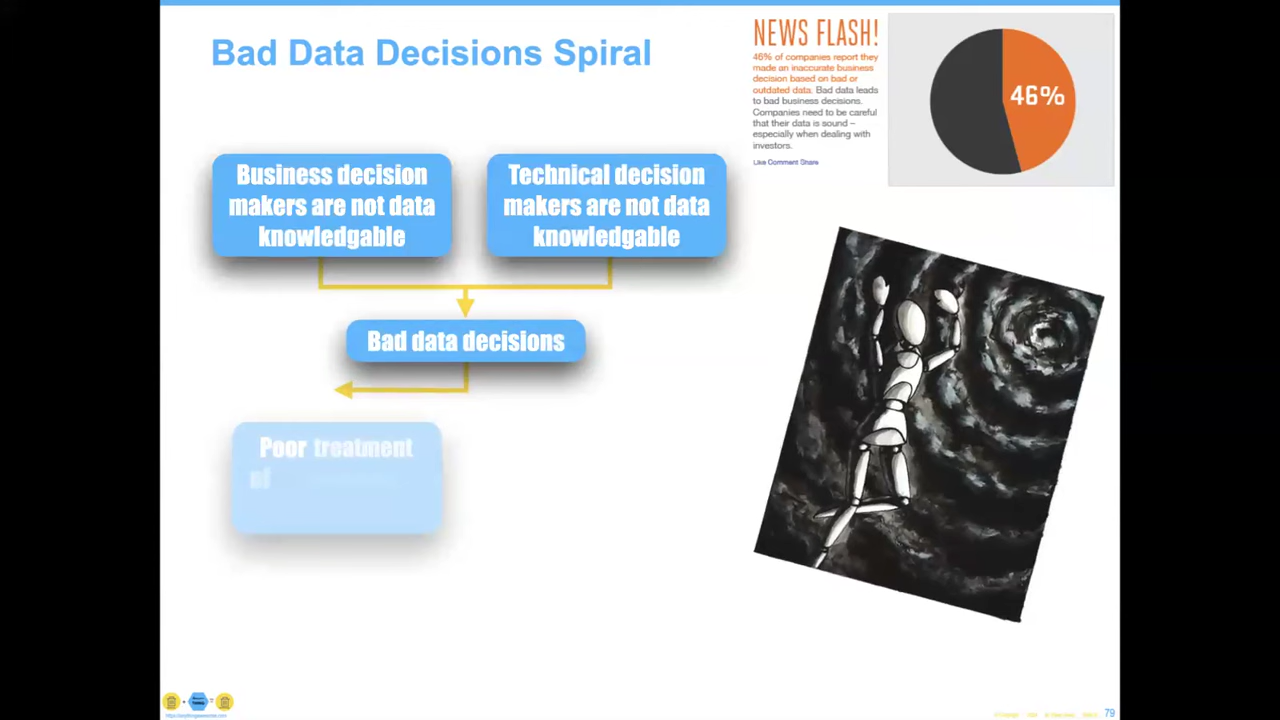 Bad Data Decisions Spiral
NEWS FLASH!
46% of companies report they
made an inaccurate business
decision based on bad or
outdated data. Bad data leads
to bad business decisions.
Companies need to be careful
that their data is sound –
especially when dealing with
investors.
Like Comment Share
46%
Business decision
makers are not data
knowledgable
Technical decision
makers are not data
knowledgable
Bad data decisions
Poor treatment
of
79